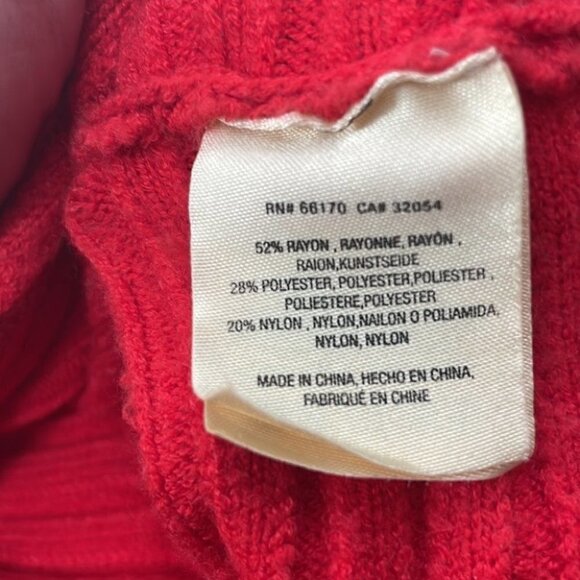 RN# 66170 CA# 32054
52% RAYON , RAYONNE, RAYÓN ,
RAION,KUNSTSEIDE
28% POLYESTER, POLYESTER,POLIESTER ,
POLIESTERE,POLYESTER
20% NYLON , NYLON,NAILON O POLIAMIDA,
NYLON, NYLON
MADE IN CHINA, HECHO EN CHINA,
FABRIQUÉ EN CHINE